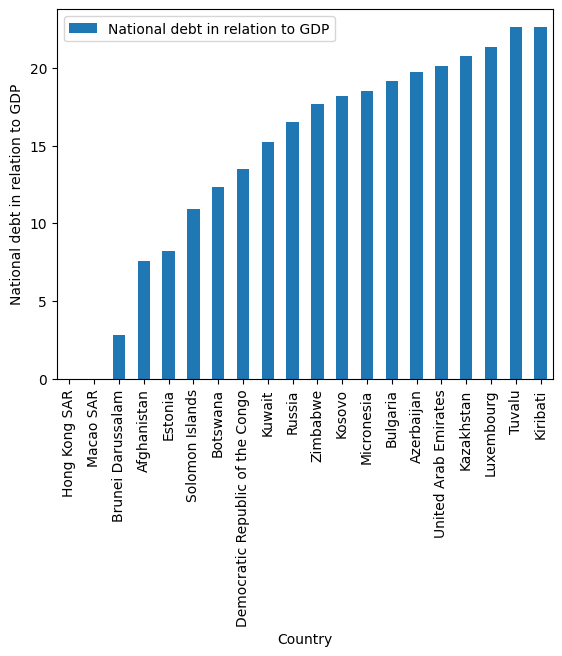 National debt in relation to GDP
National debt in relation to GDP
20
15
10
5
0
Hong Kong SAR
Macao SAR
Brunei Darussalam
Afghanistan
Estonia
Solomon Islands
Botswana
Democratic Republic of the Congo
Kuwait
Russia
Zimbabwe
Kosovo
Micronesia
Bulgaria
Azerbaijan
United Arab Emirates
Kazakhstan
Luxembourg
Tuvalu
Kiribati
Country